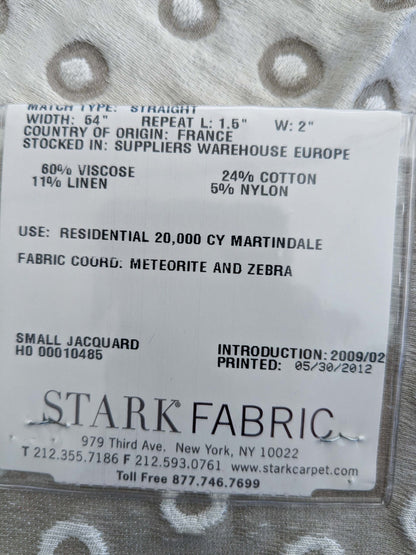 MATCH TYPE: STRAIGHT
WIDTH: 54" REPEAT L: 1.5" W: 2"
COUNTRY OF ORIGIN: FRANCE
STOCKED IN: SUPPLIERS WAREHOUSE EUROPE
60% VISCOSE 24% COTTON
11% LINEN 5% NYLON
USE: RESIDENTIAL 20,000 CY MARTINDALE
FABRIC COORD: METEORITE AND ZEBRA
SMALL JACQUARD
H0 00010485 INTRODUCTION: 2009/02
PRINTED: 05/30/2012
STARK FABRIC
979 Third Ave. New York, NY 10022
T 212.355.7186 F 212.593.0761 www.starkcarpet.com
Toll Free 877.746.7699